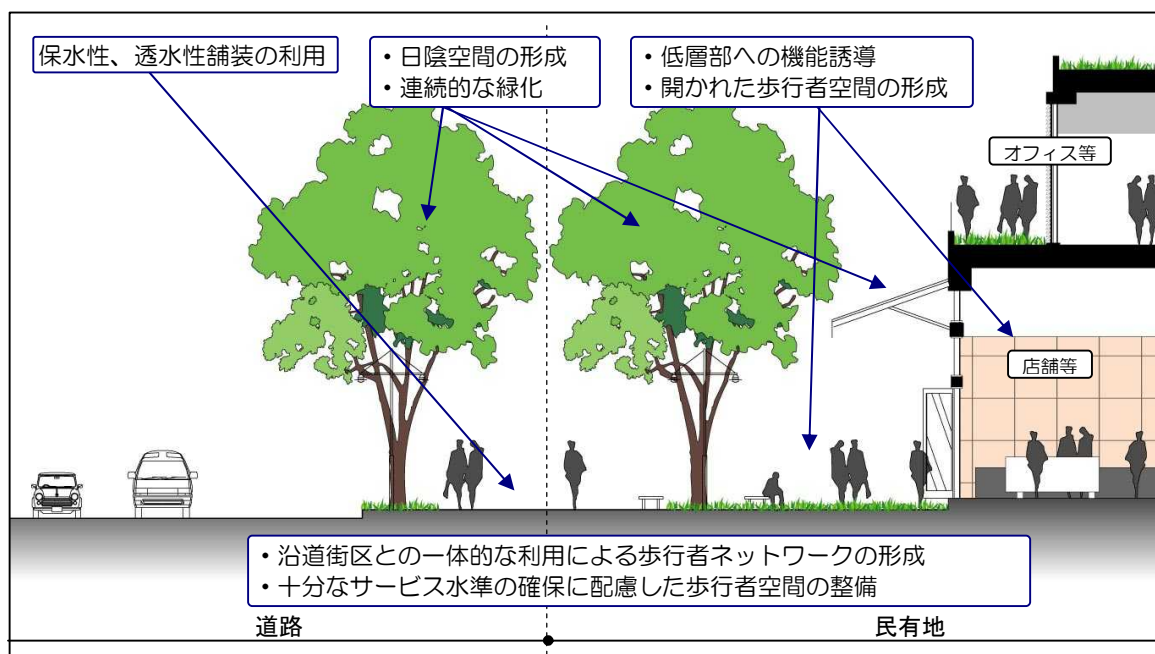 保水性、透水性舗装の利用
・日陰空間の形成
・連続的な緑化
・低層部への機能誘導
・開かれた歩行者空間の形成
オフィス等
店舗等
・沿道街区との一体的な利用による歩行者ネットワークの形成
・十分なサービス水準の確保に配慮した歩行者空間の整備
道路
民有地